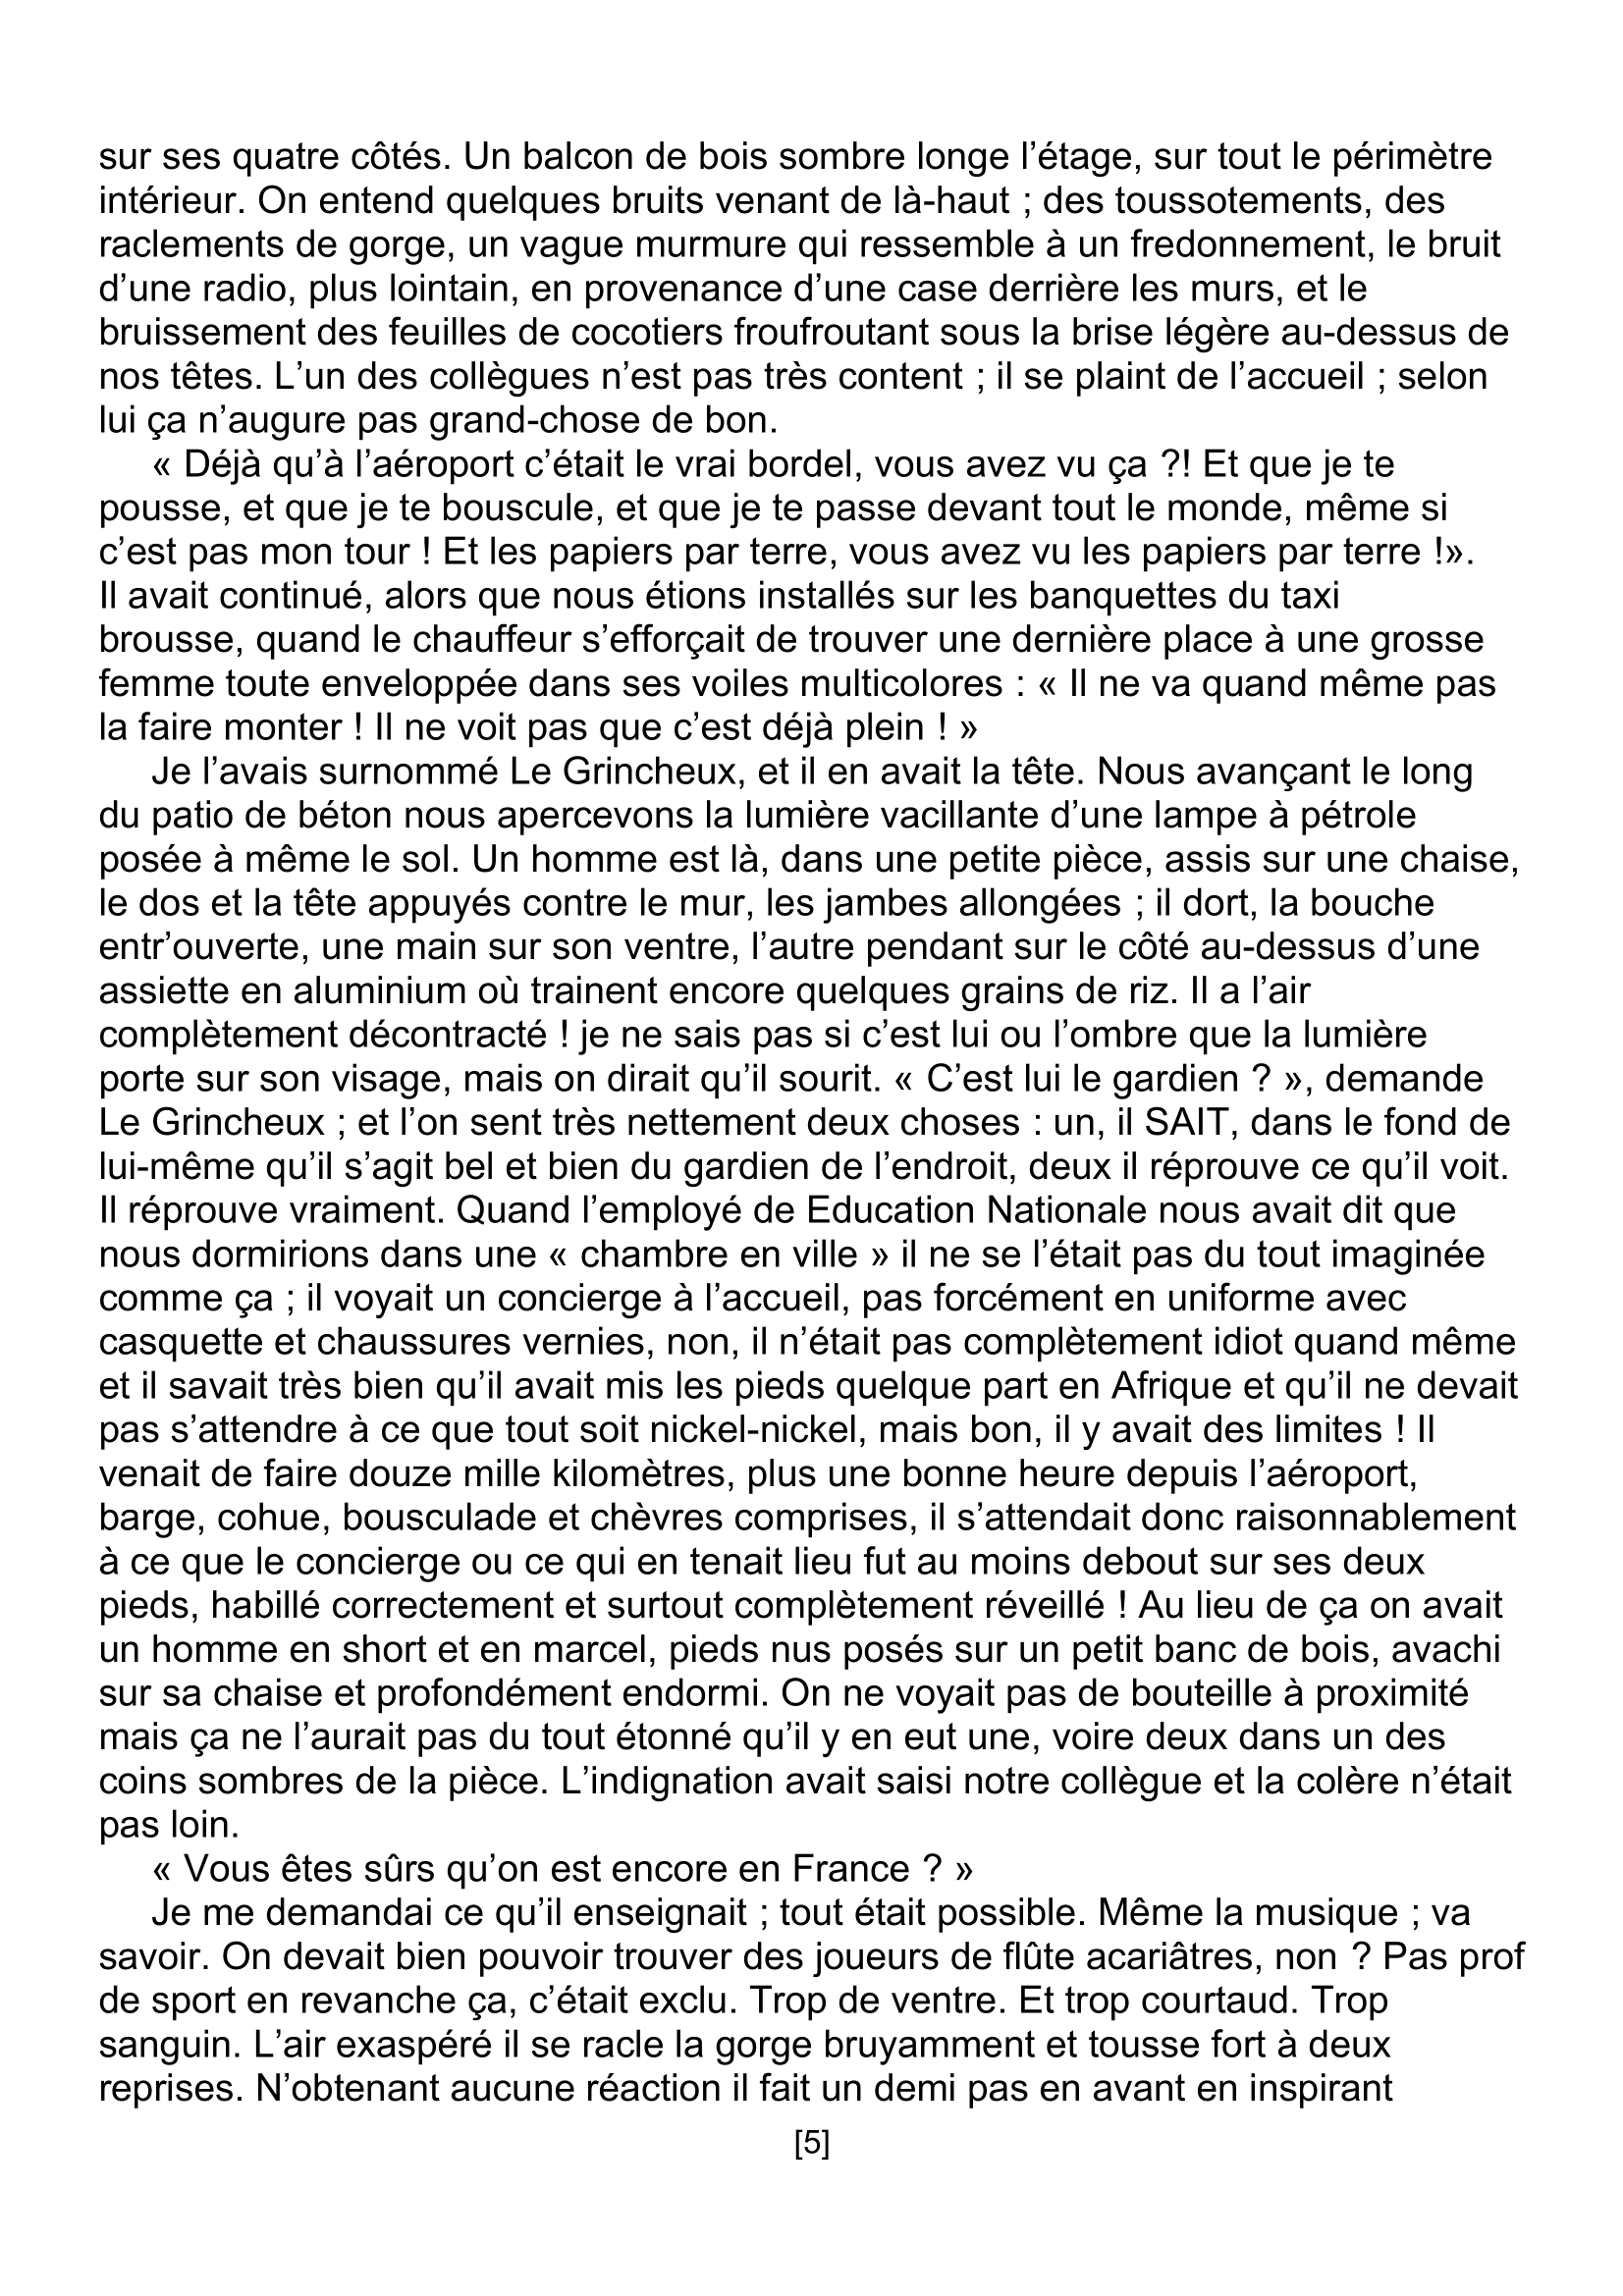 sur ses quatre côtés. Un balcon de bois sombre longe l’étage, sur tout le périmètre
intérieur. On entend quelques bruits venant de là-haut ; des toussotements, des
raclements de gorge, un vague murmure qui ressemble à un fredonnement, le bruit
d’une radio, plus lointain, en provenance d’une case derrière les murs, et le
bruissement des feuilles de cocotiers froufroutant sous la brise légère au-dessus de
nos têtes. L’un des collègues n’est pas très content ; il se plaint de l’accueil ; selon
lui ça n’augure pas grand-chose de bon.
« Déjà qu’à l’aéroport c’était le vrai bordel, vous avez vu ça ?! Et que je te
pousse, et que je te bouscule, et que je te passe devant tout le monde, même si
c’est pas mon tour ! Et les papiers par terre, vous avez vu les papiers par terre !».
Il avait continué, alors que nous étions installés sur les banquettes du taxi
brousse, quand le chauffeur s’efforçait de trouver une dernière place à une grosse
femme toute enveloppée dans ses voiles multicolores : « Il ne va quand même pas
la faire monter ! Il ne voit pas que c’est déjà plein ! »
Je l’avais surnommé Le Grincheux, et il en avait la tête. Nous avançant le long
du patio de béton nous apercevons la lumière vacillante d’une lampe à pétrole
posée à même le sol. Un homme est là, dans une petite pièce, assis sur une chaise,
le dos et la tête appuyés contre le mur, les jambes allongées ; il dort, la bouche
entr’ouverte, une main sur son ventre, l’autre pendant sur le côté au-dessus d’une
assiette en aluminium où trainent encore quelques grains de riz. Il a l’air
complètement décontracté ! je ne sais pas si c’est lui ou l’ombre que la lumière
porte sur son visage, mais on dirait qu’il sourit. « C’est lui le gardien ? », demande
Le Grincheux ; et l’on sent très nettement deux choses : un, il SAIT, dans le fond de
lui-même qu’il s’agit bel et bien du gardien de l’endroit, deux il réprouve ce qu’il voit.
Il réprouve vraiment. Quand l’employé de Education Nationale nous avait dit que
nous dormirions dans une « chambre en ville » il ne se l’était pas du tout imaginée
comme ça ; il voyait un concierge à l’accueil, pas forcément en uniforme avec
casquette et chaussures vernies, non, il n’était pas complètement idiot quand même
et il savait très bien qu’il avait mis les pieds quelque part en Afrique et qu’il ne devait
pas s’attendre à ce que tout soit nickel-nickel, mais bon, il y avait des limites ! Il
venait de faire douze mille kilomètres, plus une bonne heure depuis l’aéroport,
barge, cohue, bousculade et chèvres comprises, il s’attendait donc raisonnablement
à ce que le concierge ou ce qui en tenait lieu fut au moins debout sur ses deux
pieds, habillé correctement et surtout complètement réveillé ! Au lieu de ça on avait
un homme en short et en marcel, pieds nus posés sur un petit banc de bois, avachi
sur sa chaise et profondément endormi. On ne voyait pas de bouteille à proximité
mais ça ne l’aurait pas du tout étonné qu’il y en eut une, voire deux dans un des
coins sombres de la pièce. L’indignation avait saisi notre collègue et la colère n’était
pas loin.
« Vous êtes sûrs qu’on est encore en France ? »
Je me demandai ce qu’il enseignait ; tout était possible. Même la musique ; va
savoir. On devait bien pouvoir trouver des joueurs de flûte acariâtres, non ? Pas prof
de sport en revanche ça, c’était exclu. Trop de ventre. Et trop courtaud. Trop
sanguin. L’air exaspéré il se racle la gorge bruyamment et tousse fort à deux
reprises. N’obtenant aucune réaction il fait un demi pas en avant en inspirant
[5]